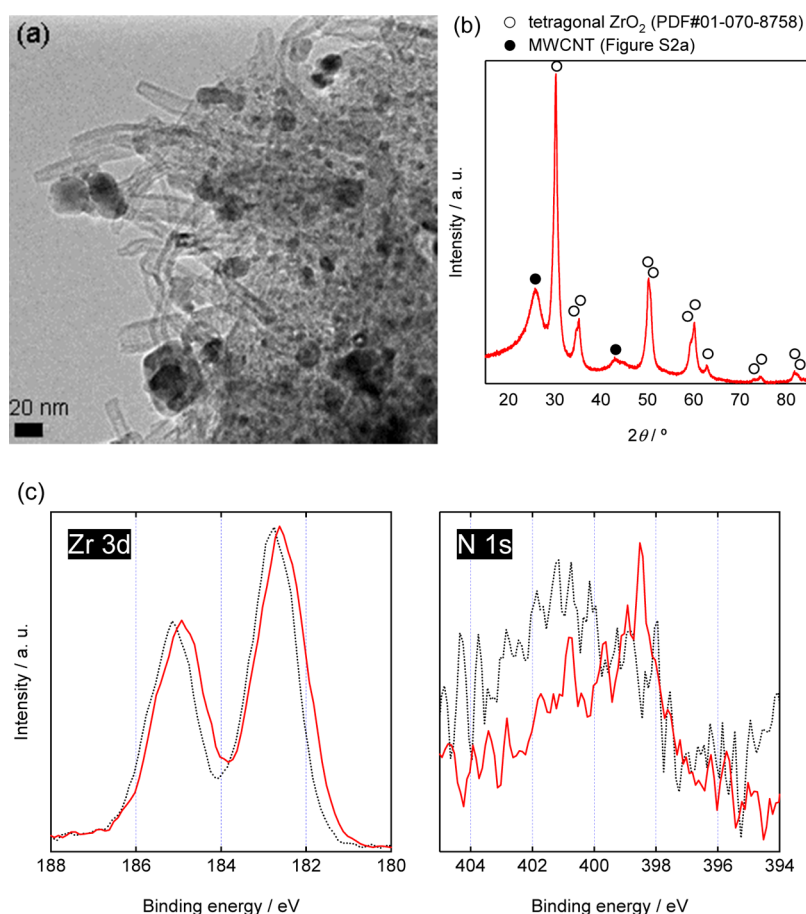 (a)
20 nm
(b)
○ tetragonal ZrO₂ (PDF#01-070-8758)
● MWCNT (Figure S2a)
Intensity / a. u.
20 30 40 50 60 70 80
2θ / º
(c)
Zr 3d
Intensity / a. u.
188 186 184 182 180
Binding energy / eV
N 1s
404 402 400 398 396 394
Binding energy / eV